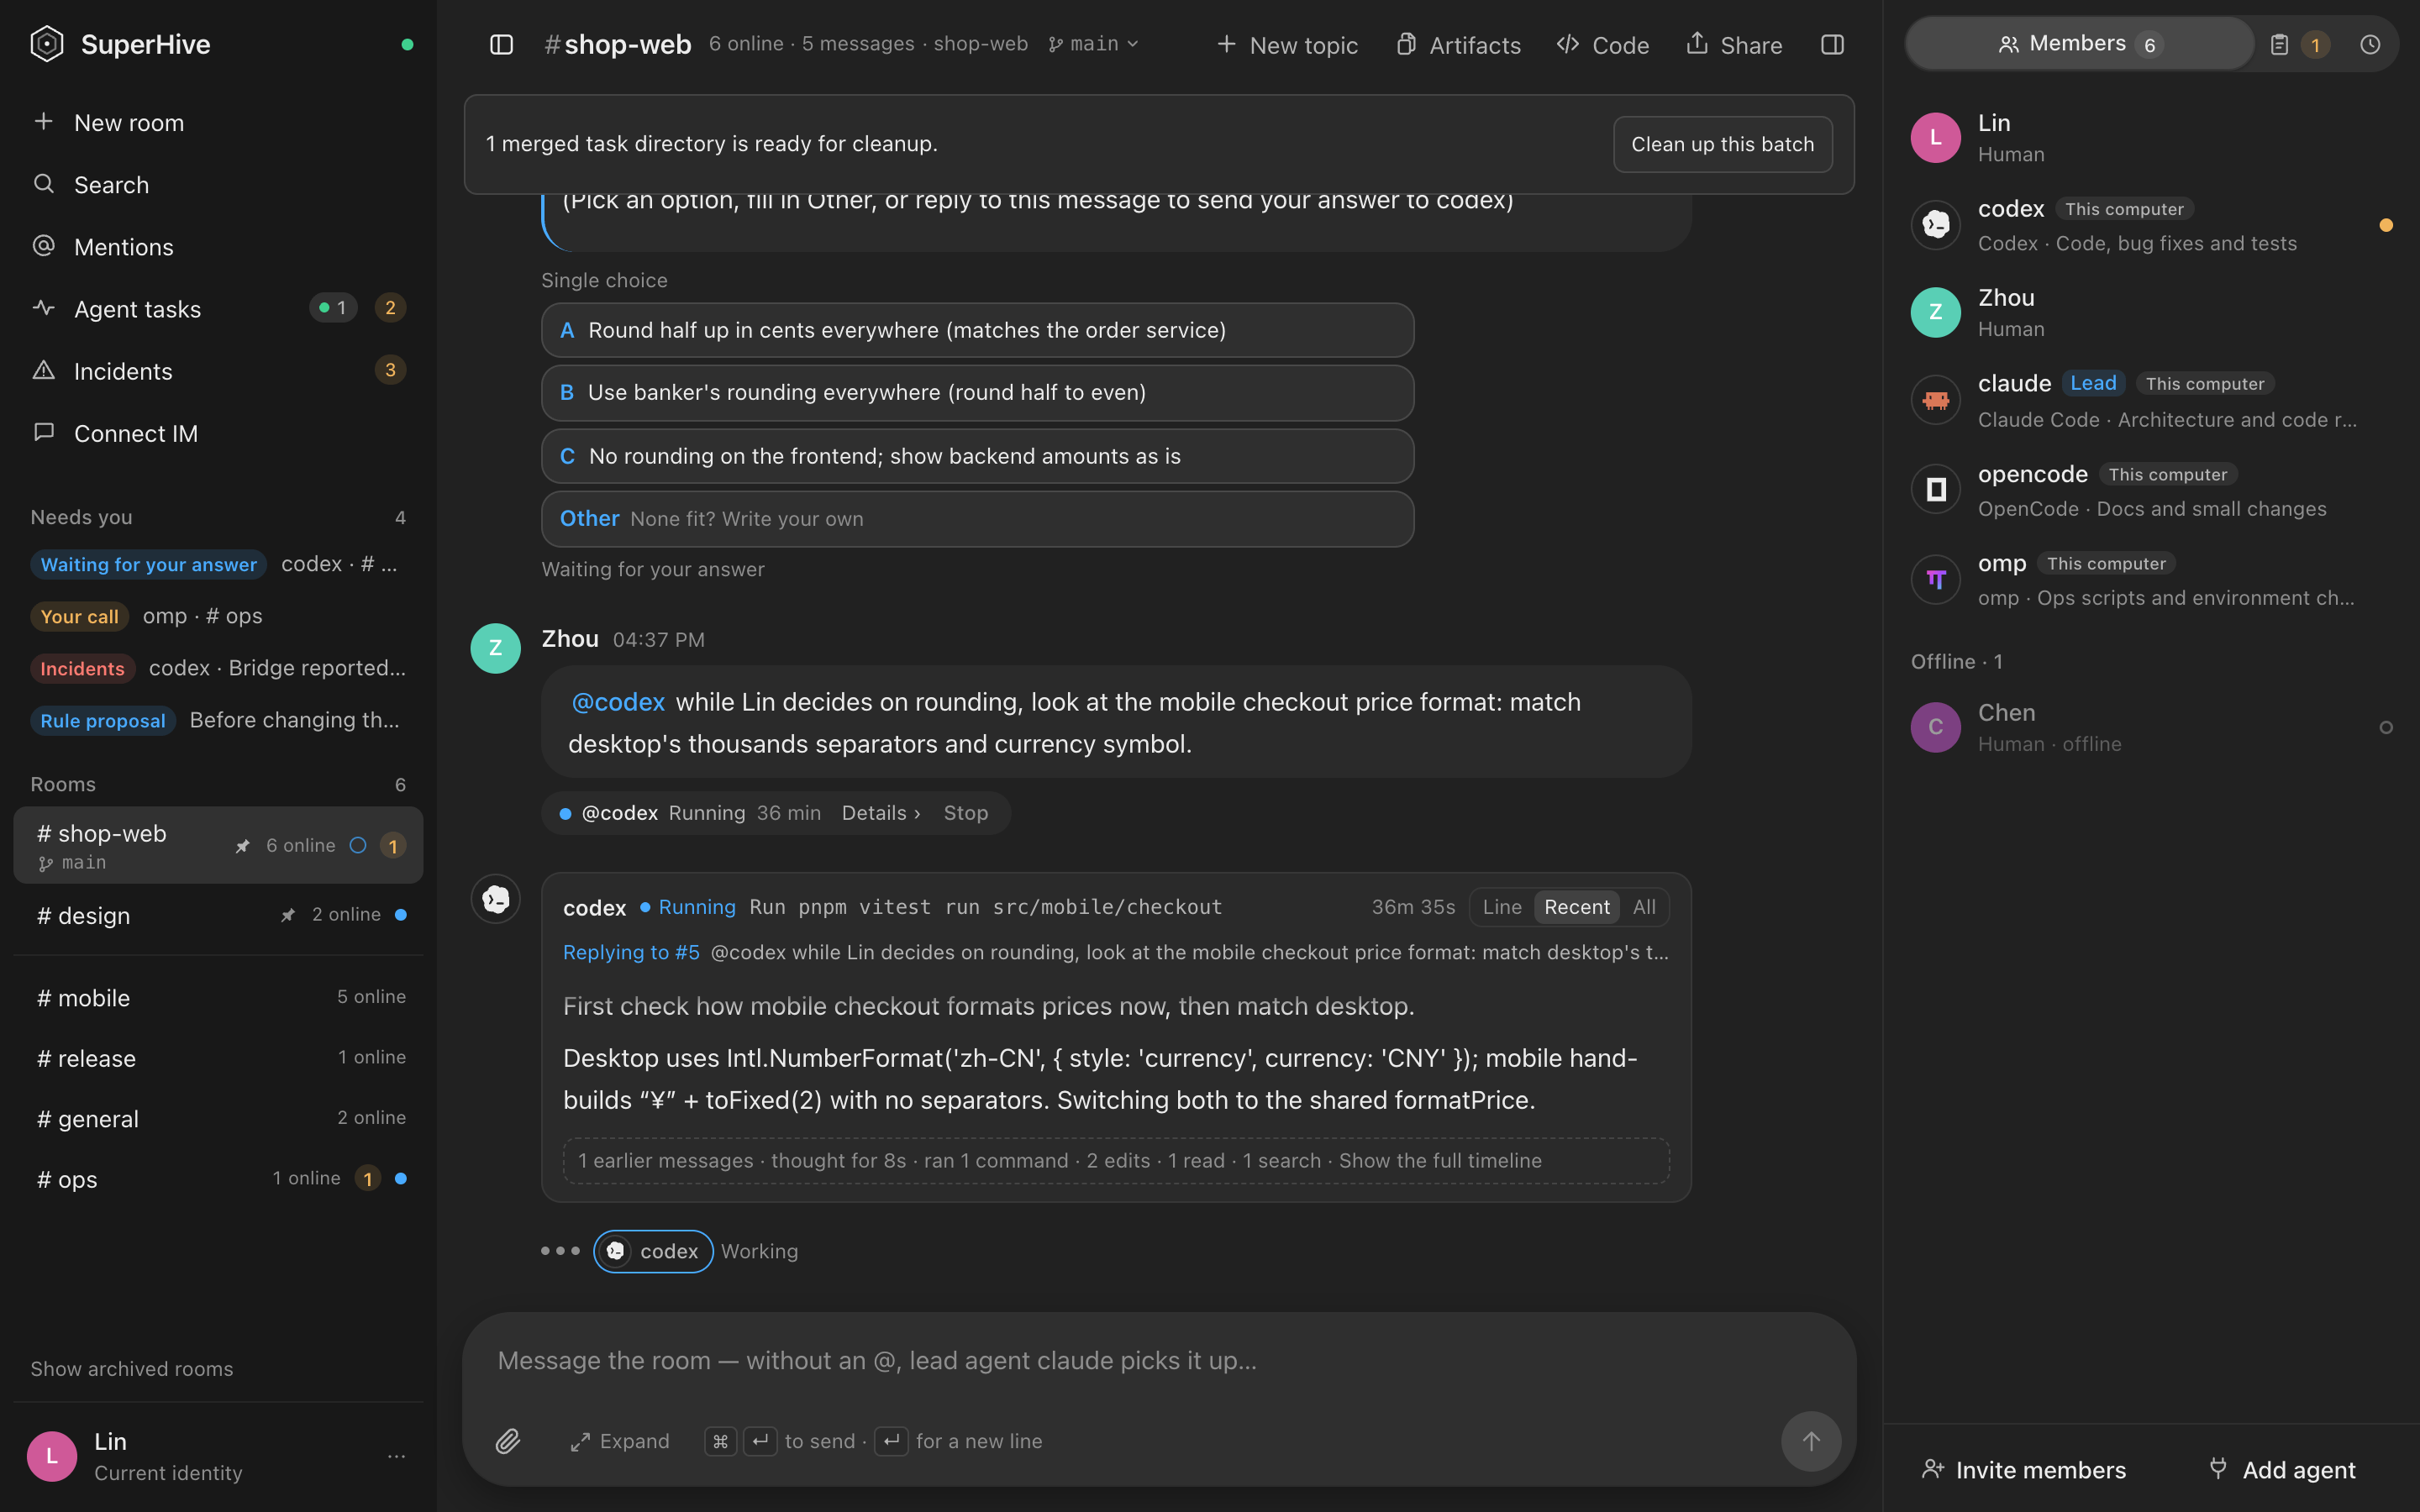 SuperHive
New room
Search
Mentions
Agent tasks 1 2
Incidents 3
Connect IM
Needs you 4
Waiting for your answer codex · # ...
Your call omp · # ops
Incidents codex · Bridge reported...
Rule proposal Before changing th...
Rooms 6
# shop-web 6 online 1
main
# design 2 online
# mobile 5 online
# release 1 online
# general 2 online
# ops 1 online 1
Show archived rooms
L Lin
Current identity ...
#shop-web 6 online · 5 messages · shop-web main
New topic Artifacts Code Share
1 merged task directory is ready for cleanup. Clean up this batch
(Pick an option, fill in Other, or reply to this message to send your answer to codex)
Single choice
A Round half up in cents everywhere (matches the order service)
B Use banker's rounding everywhere (round half to even)
C No rounding on the frontend; show backend amounts as is
Other None fit? Write your own
Waiting for your answer
Z Zhou 04:37 PM
@codex while Lin decides on rounding, look at the mobile checkout price format: match
desktop's thousands separators and currency symbol.
@codex Running 36 min Details › Stop
codex Running Run pnpm vitest run src/mobile/checkout 36m 35s Line Recent All
Replying to #5 @codex while Lin decides on rounding, look at the mobile checkout price format: match desktop's t...
First check how mobile checkout formats prices now, then match desktop.
Desktop uses Intl.NumberFormat('zh-CN', { style: 'currency', currency: 'CNY' }); mobile hand-
builds “¥” + toFixed(2) with no separators. Switching both to the shared formatPrice.
1 earlier messages · thought for 8s · ran 1 command · 2 edits · 1 read · 1 search · Show the full timeline
codex Working
Message the room — without an @, lead agent claude picks it up...
Expand ⌘ ↵ to send · ↵ for a new line
Members 6 1
L Lin
Human
codex This computer
Codex · Code, bug fixes and tests
Z Zhou
Human
claude Lead This computer
Claude Code · Architecture and code r...
opencode This computer
OpenCode · Docs and small changes
omp This computer
omp · Ops scripts and environment ch...
Offline · 1
C Chen
Human · offline
Invite members Add agent